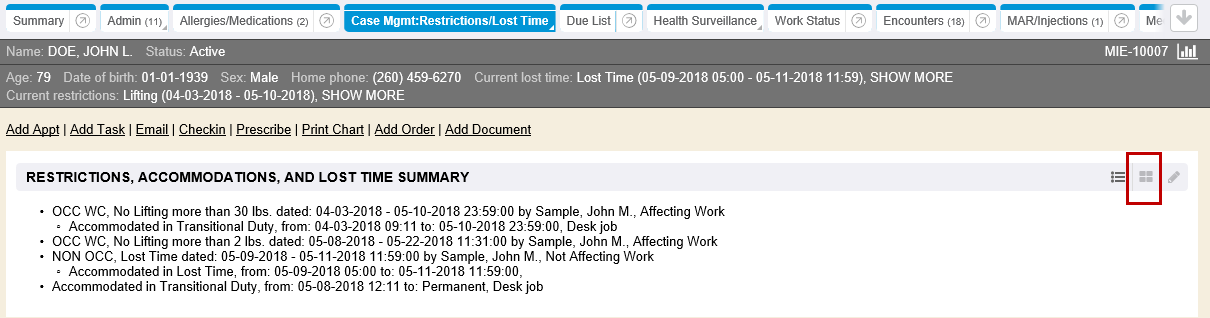 Summary Admin (11) Allergies/Medications (2) Case Mgmt:Restrictions/Lost Time Due List Health Surveillance Work Status Encounters (18) MAR/Injections (1) Me
Name: DOE, JOHN L. Status: Active MIE-10007
Age: 79 Date of birth: 01-01-1939 Sex: Male Home phone: (260) 459-6270 Current lost time: Lost Time (05-09-2018 05:00 - 05-11-2018 11:59), SHOW MORE
Current restrictions: Lifting (04-03-2018 - 05-10-2018), SHOW MORE
Add Appt | Add Task | Email | Checkin | Prescribe | Print Chart | Add Order | Add Document
RESTRICTIONS, ACCOMMODATIONS, AND LOST TIME SUMMARY
• OCC WC, No Lifting more than 30 lbs. dated: 04-03-2018 - 05-10-2018 23:59:00 by Sample, John M., Affecting Work
▫ Accommodated in Transitional Duty, from: 04-03-2018 09:11 to: 05-10-2018 23:59:00, Desk job
• OCC WC, No Lifting more than 2 lbs. dated: 05-08-2018 - 05-22-2018 11:31:00 by Sample, John M., Affecting Work
• NON OCC, Lost Time dated: 05-09-2018 - 05-11-2018 11:59:00 by Sample, John M., Not Affecting Work
▫ Accommodated in Lost Time, from: 05-09-2018 05:00 to: 05-11-2018 11:59:00,
• Accommodated in Transitional Duty, from: 05-08-2018 12:11 to: Permanent, Desk job